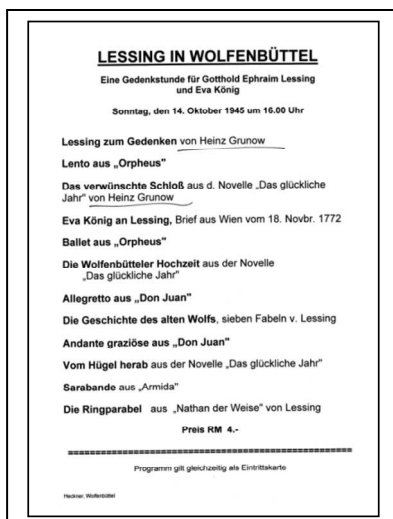 LESSING IN WOLFENBÜTTEL
Eine Gedenkstunde für Gotthold Ephraim Lessing
und Eva König
Sonntag, den 14. Oktober 1945 um 16.00 Uhr
Lessing zum Gedenken von Heinz Grunow
Lento aus „Orpheus"
Das verwünschte Schloß aus d. Novelle „Das glückliche
Jahr" von Heinz Grunow
Eva König an Lessing, Brief aus Wien vom 18. Novbr. 1772
Ballet aus „Orpheus"
Die Wolfenbütteler Hochzeit aus der Novelle
„Das glückliche Jahr"
Allegretto aus „Don Juan"
Die Geschichte des alten Wolfs, sieben Fabeln v. Lessing
Andante graziöse aus „Don Juan"
Vom Hügel herab aus der Novelle „Das glückliche Jahr"
Sarabande aus „Armida"
Die Ringparabel aus „Nathan der Weise" von Lessing
Preis RM 4.-
Programm gilt gleichzeitig als Eintrittskarte
Heckner, Wolfenbüttel